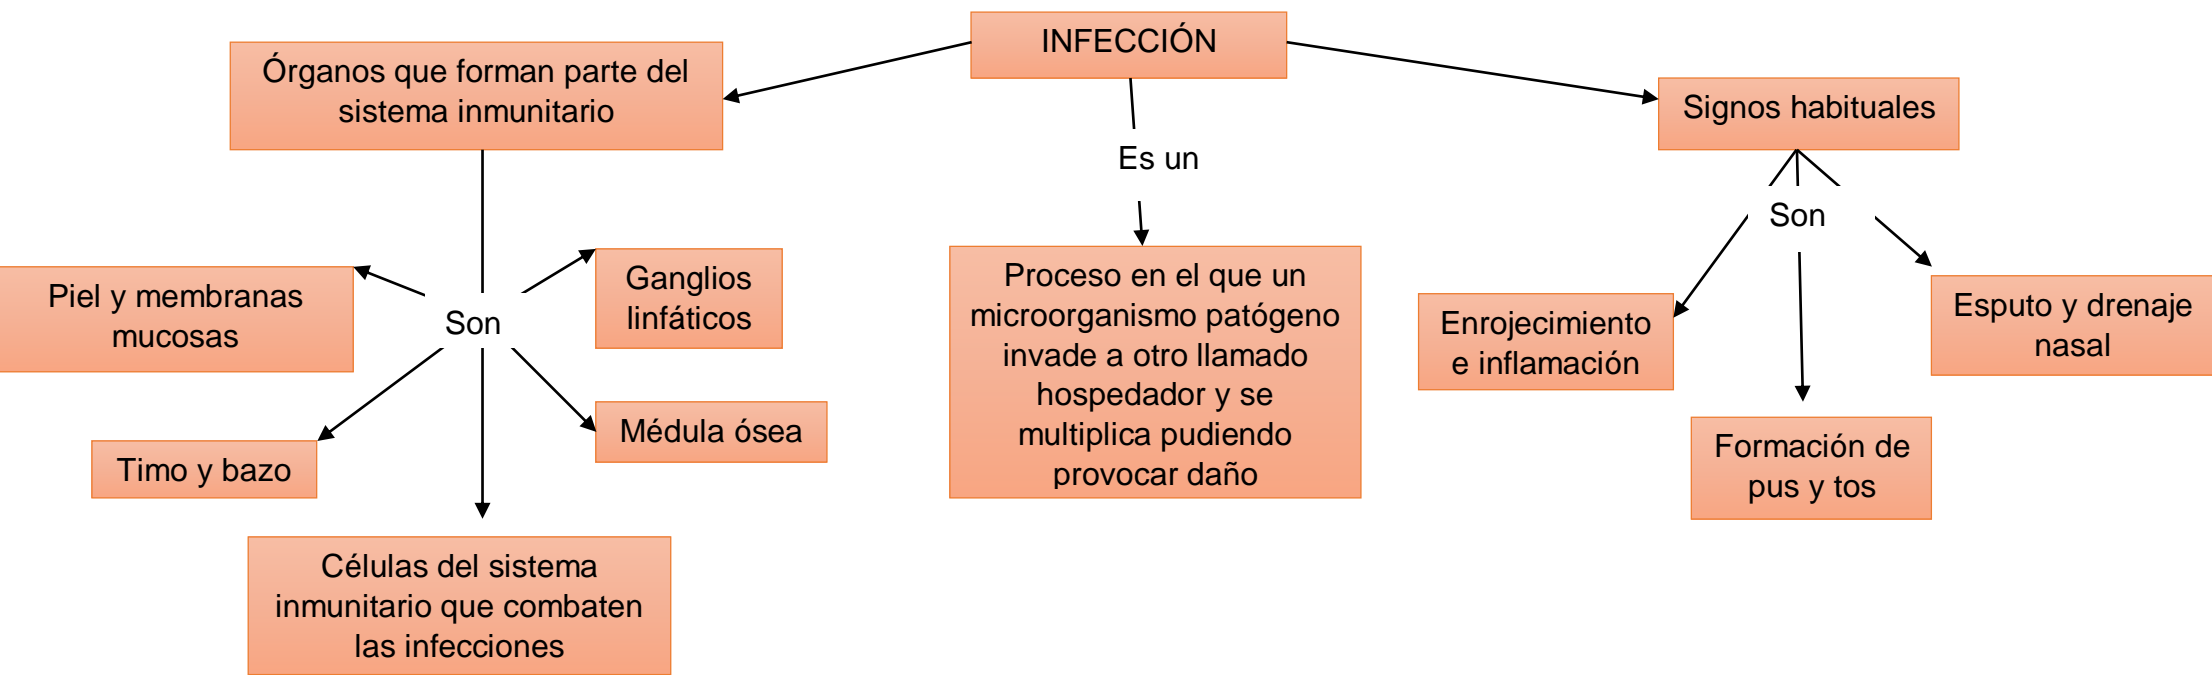 INFECCIÓN
Órganos que forman parte del
sistema inmunitario
Signos habituales
Es un
Son
Ganglios
linfáticos
Piel y membranas
mucosas
Son
Proceso en el que un
microorganismo patógeno
invade a otro llamado
hospedador y se
multiplica pudiendo
provocar daño
Enrojecimiento
e inflamación
Esputo y drenaje
nasal
Médula ósea
Timo y bazo
Formación de
pus y tos
Células del sistema
inmunitario que combaten
las infecciones